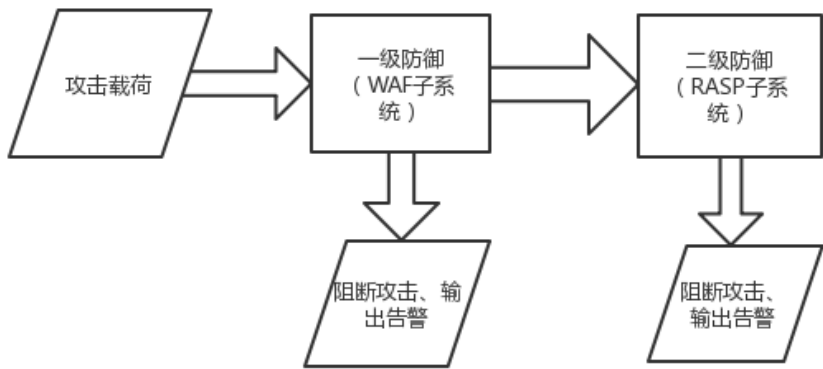 攻击载荷
一级防御
（WAF子系
统）
二级防御
（RASP子系
统）
阻断攻击、输
出告警
阻断攻击、
输出告警